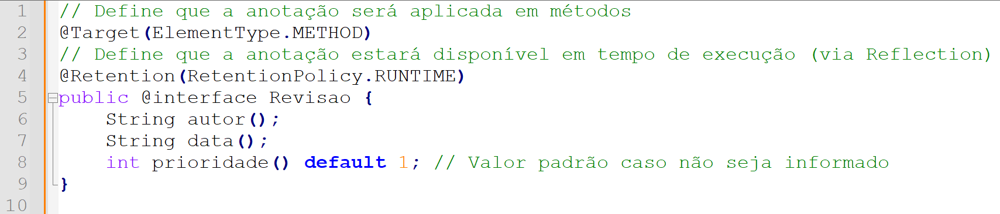 1 // Define que a anotação será aplicada em métodos
2 @Target(ElementType.METHOD)
3 // Define que a anotação estará disponível em tempo de execução (via Reflection)
4 @Retention(RetentionPolicy.RUNTIME)
5 public @interface Revisao {
6     String autor();
7     String data();
8     int prioridade() default 1; // Valor padrão caso não seja informado
9 }
10